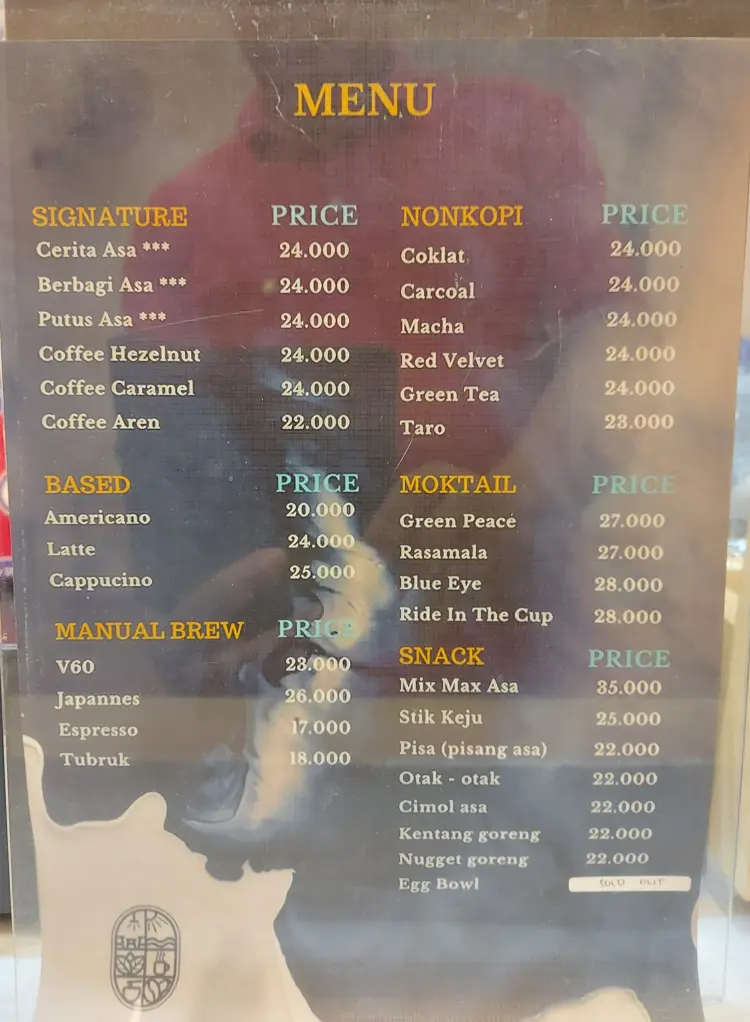 MENU
SIGNATURE PRICE
Cerita Asa *** 24.000
Berbagi Asa *** 24.000
Putus Asa *** 24.000
Coffee Hezelnut 24.000
Coffee Caramel 24.000
Coffee Aren 22.000
BASED PRICE
Americano 20.000
Latte 24.000
Cappucino 25.000
MANUAL BREW PRICE
V60 23.000
Japannes 26.000
Espresso 17.000
Tubruk 18.000
NONKOPI PRICE
Coklat 24.000
Carcoal 24.000
Macha 24.000
Red Velvet 24.000
Green Tea 24.000
Taro 23.000
MOKTAIL PRICE
Green Peace 27.000
Rasamala 27.000
Blue Eye 28.000
Ride In The Cup 28.000
SNACK PRICE
Mix Max Asa 35.000
Stik Keju 25.000
Pisa (pisang asa) 22.000
Otak - otak 22.000
Cimol asa 22.000
Kentang goreng 22.000
Nugget goreng 22.000
Egg Bowl SOLD OUT